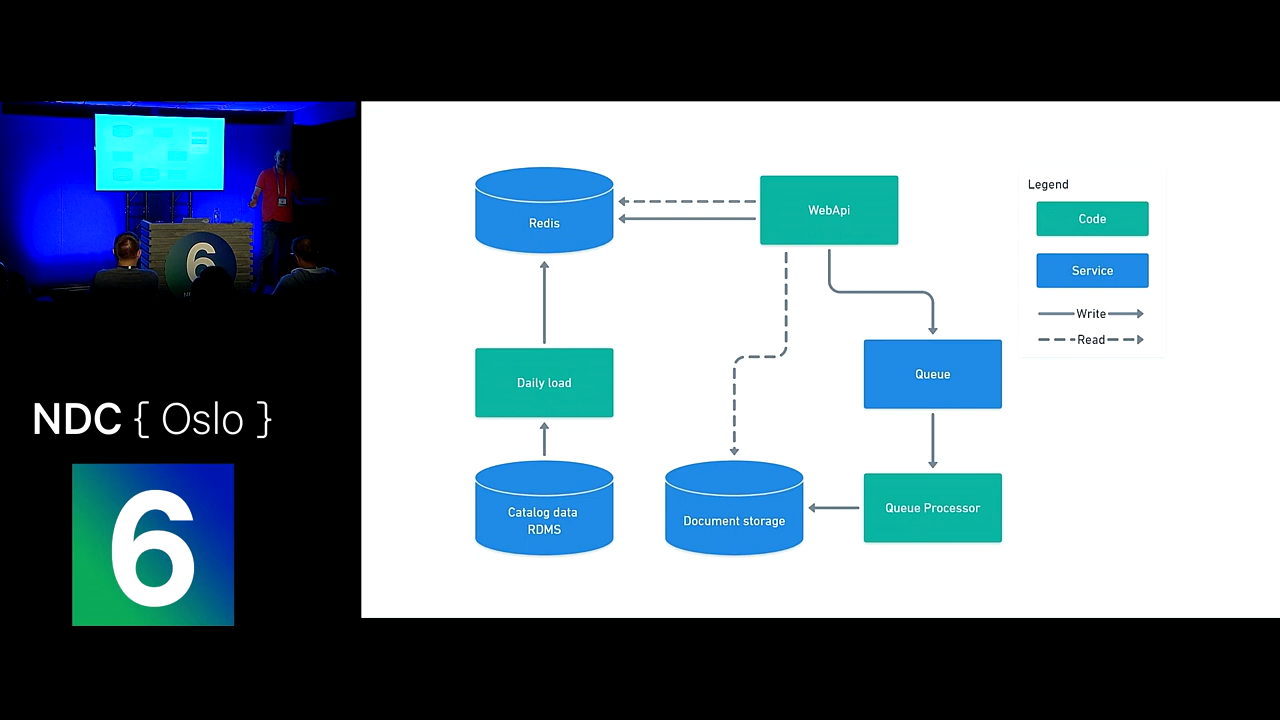 NDC { Oslo }
6
6
Redis
WebApi
Daily load
Queue
Catalog data
RDMS
Document storage
Queue Processor
Legend
Code
Service
Write
Read